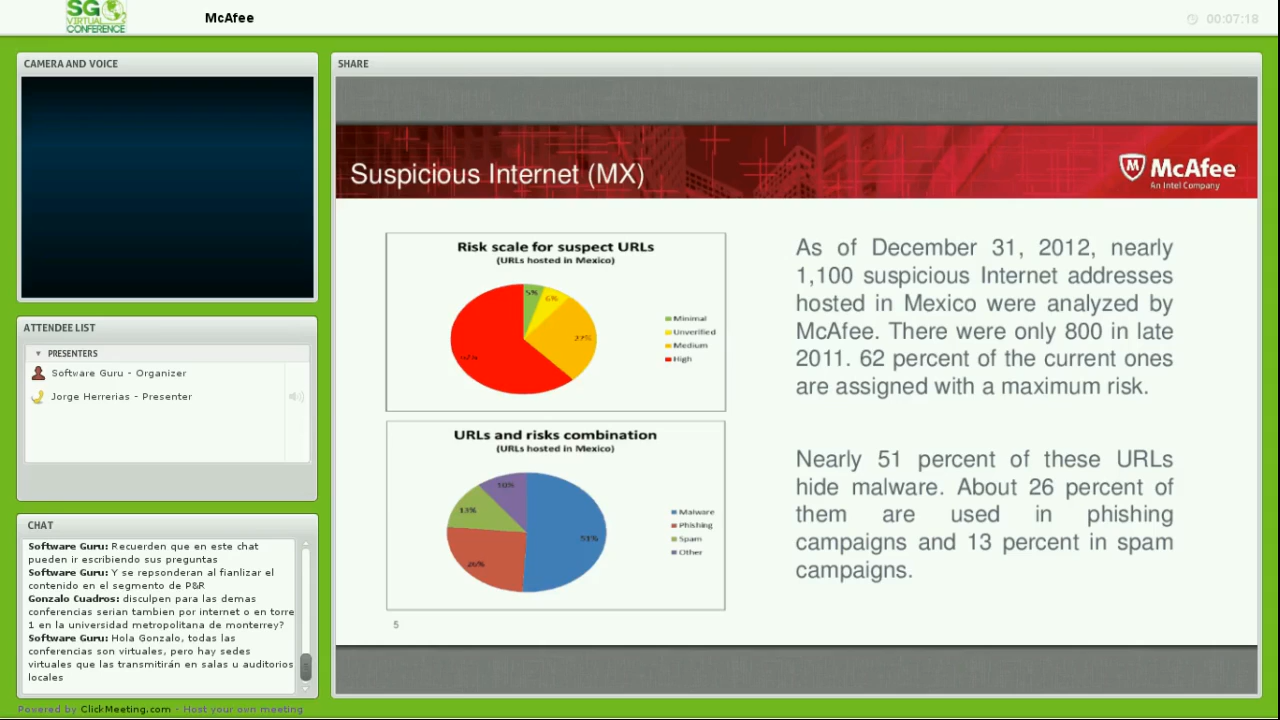 SG
VIRTUAL
CONFERENCE
McAfee
00:07:18
CAMERA AND VOICE
SHARE
Suspicious Internet (MX)
McAfee
An Intel Company
Risk scale for suspect URLs
(URLs hosted in Mexico)
5%
6%
27%
62%
Minimal
Unverified
Medium
High
As of December 31, 2012, nearly
1,100 suspicious Internet addresses
hosted in Mexico were analyzed by
McAfee. There were only 800 in late
2011. 62 percent of the current ones
are assigned with a maximum risk.
URLs and risks combination
(URLs hosted in Mexico)
10%
13%
51%
26%
Malware
Phishing
Spam
Other
Nearly 51 percent of these URLs
hide malware. About 26 percent of
them are used in phishing
campaigns and 13 percent in spam
campaigns.
5
ATTENDEE LIST
PRESENTERS
Software Guru - Organizer
Jorge Herrerias - Presenter
CHAT
Software Guru: Recuerden que en este chat
pueden ir escribiendo sus preguntas
Software Guru: Y se repsonderan al fianlizar el
contenido en el segmento de P&R
Gonzalo Cuadros: disculpen para las demas
conferencias serian tambien por internet o en torre
1 en la universidad metropolitana de monterrey?
Software Guru: Hola Gonzalo, todas las
conferencias son virtuales, pero hay sedes
virtuales que las transmitirán en salas u auditorios
locales
Powered by ClickMeeting.com - Host your own meeting